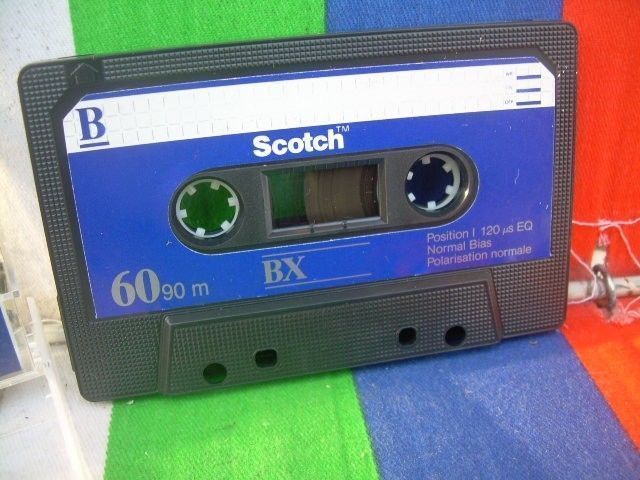 B
Scotch™
BX
Position I 120 µs EQ
Normal Bias
Polarisation normale
60 90 m